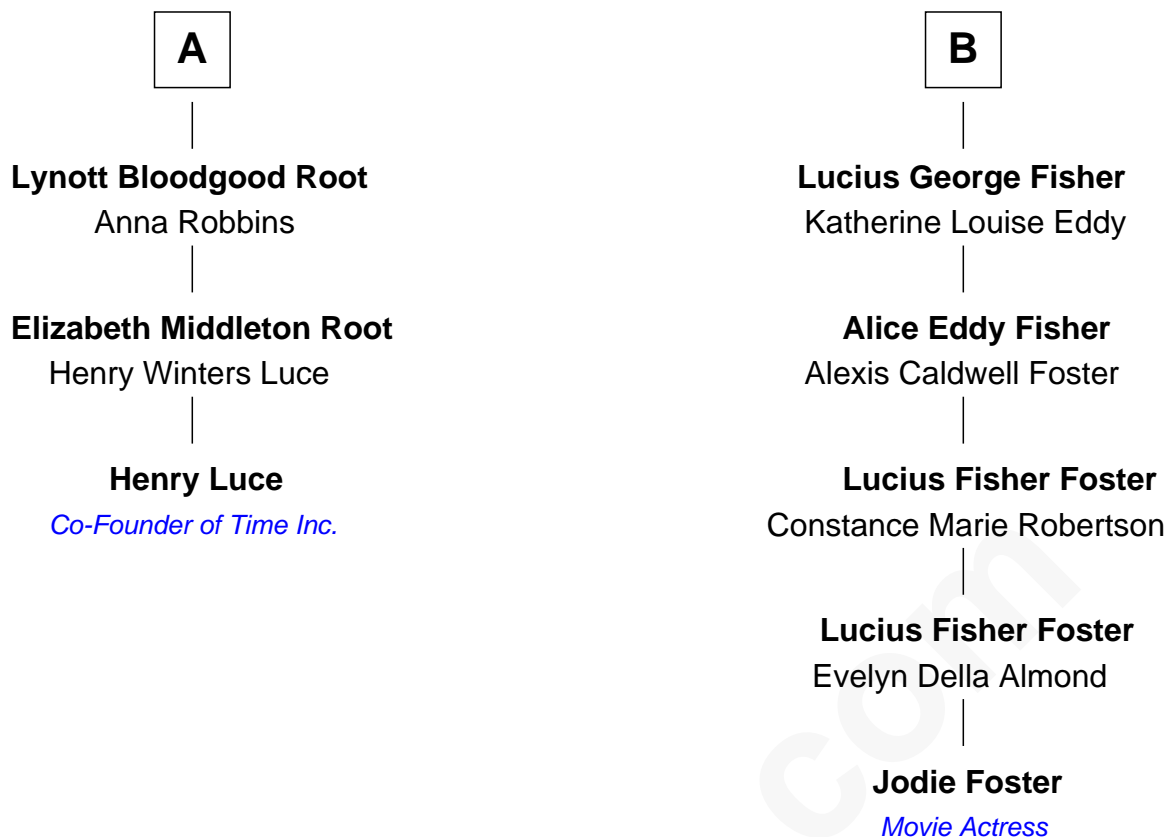 A
Lynott Bloodgood Root
Anna Robbins
Elizabeth Middleton Root
Henry Winters Luce
Henry Luce
Co-Founder of Time Inc.
B
Lucius George Fisher
Katherine Louise Eddy
Alice Eddy Fisher
Alexis Caldwell Foster
Lucius Fisher Foster
Constance Marie Robertson
Lucius Fisher Foster
Evelyn Della Almond
Jodie Foster
Movie Actress
com